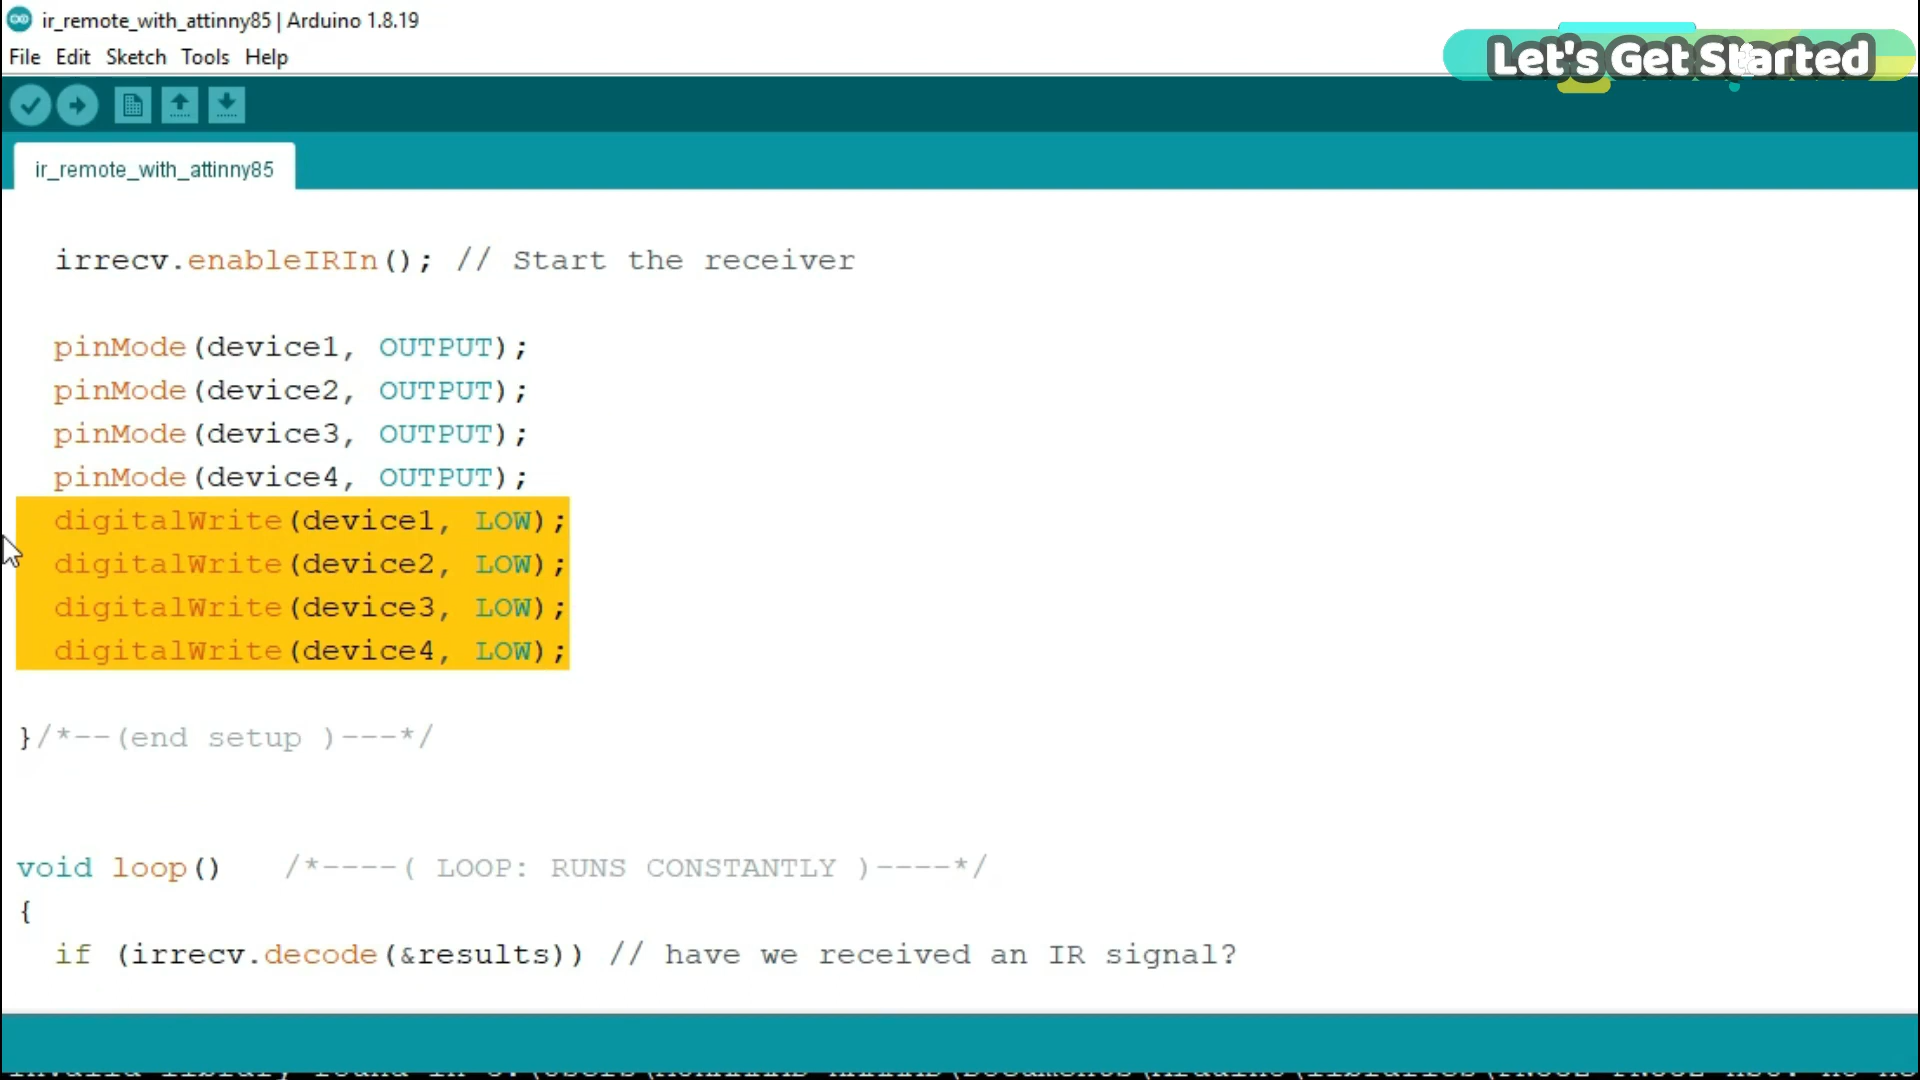 ir_remote_with_attinny85 | Arduino 1.8.19
File Edit Sketch Tools Help
Let's Get Started
ir_remote_with_attinny85
irrecv.enableIRIn(); // Start the receiver
pinMode(device1, OUTPUT);
pinMode(device2, OUTPUT);
pinMode(device3, OUTPUT);
pinMode(device4, OUTPUT);
digitalWrite(device1, LOW);
digitalWrite(device2, LOW);
digitalWrite(device3, LOW);
digitalWrite(device4, LOW);
}/*--(end setup )---*/
void loop() /*----( LOOP: RUNS CONSTANTLY )----*/
{
if (irrecv.decode(&results)) // have we received an IR signal?